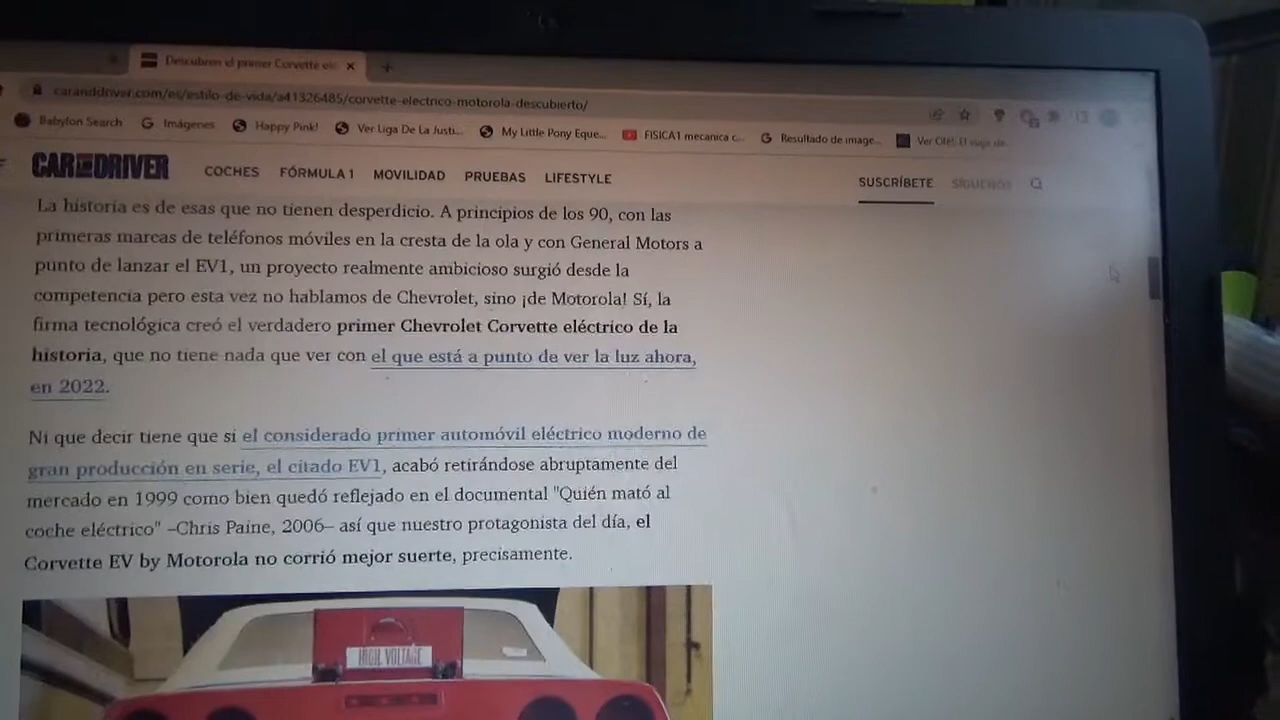 Descubren el primer Corvette elé
caranddriver.com/es/estilo-de-vida/a41326485/corvette-electrico-motorola-descubierto/
Babylon Search Imágenes Happy Pink! Ver Liga De La Justi... My Little Pony Eque... FISICA1 mecanica c... Resultado de image... Ver Cite!
CAR AND DRIVER COCHES FÓRMULA 1 MOVILIDAD PRUEBAS LIFESTYLE SUSCRÍBETE SÍGUENOS
La historia es de esas que no tienen desperdicio. A principios de los 90, con las
primeras marcas de teléfonos móviles en la cresta de la ola y con General Motors a
punto de lanzar el EV1, un proyecto realmente ambicioso surgió desde la
competencia pero esta vez no hablamos de Chevrolet, sino ¡de Motorola! Sí, la
firma tecnológica creó el verdadero primer Chevrolet Corvette eléctrico de la
historia, que no tiene nada que ver con el que está a punto de ver la luz ahora,
en 2022.
Ni que decir tiene que si el considerado primer automóvil eléctrico moderno de
gran producción en serie, el citado EV1, acabó retirándose abruptamente del
mercado en 1999 como bien quedó reflejado en el documental "Quién mató al
coche eléctrico" –Chris Paine, 2006– así que nuestro protagonista del día, el
Corvette EV by Motorola no corrió mejor suerte, precisamente.
HIGH VOLTAGE